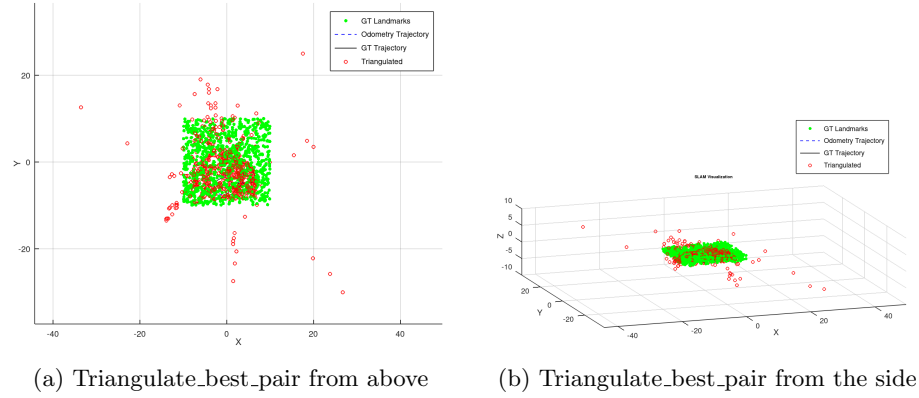 GT Landmarks
Odometry Trajectory
GT Trajectory
Triangulated
20
0
-20
Y
-40
-20
0
20
40
X
GT Landmarks
Odometry Trajectory
GT Trajectory
Triangulated
SLAM Visualization
10
5
0
-5
-10
Z
20
0
-20
Y
-40
-20
0
20
40
X
(a) Triangulate_best_pair from above
(b) Triangulate_best_pair from the side